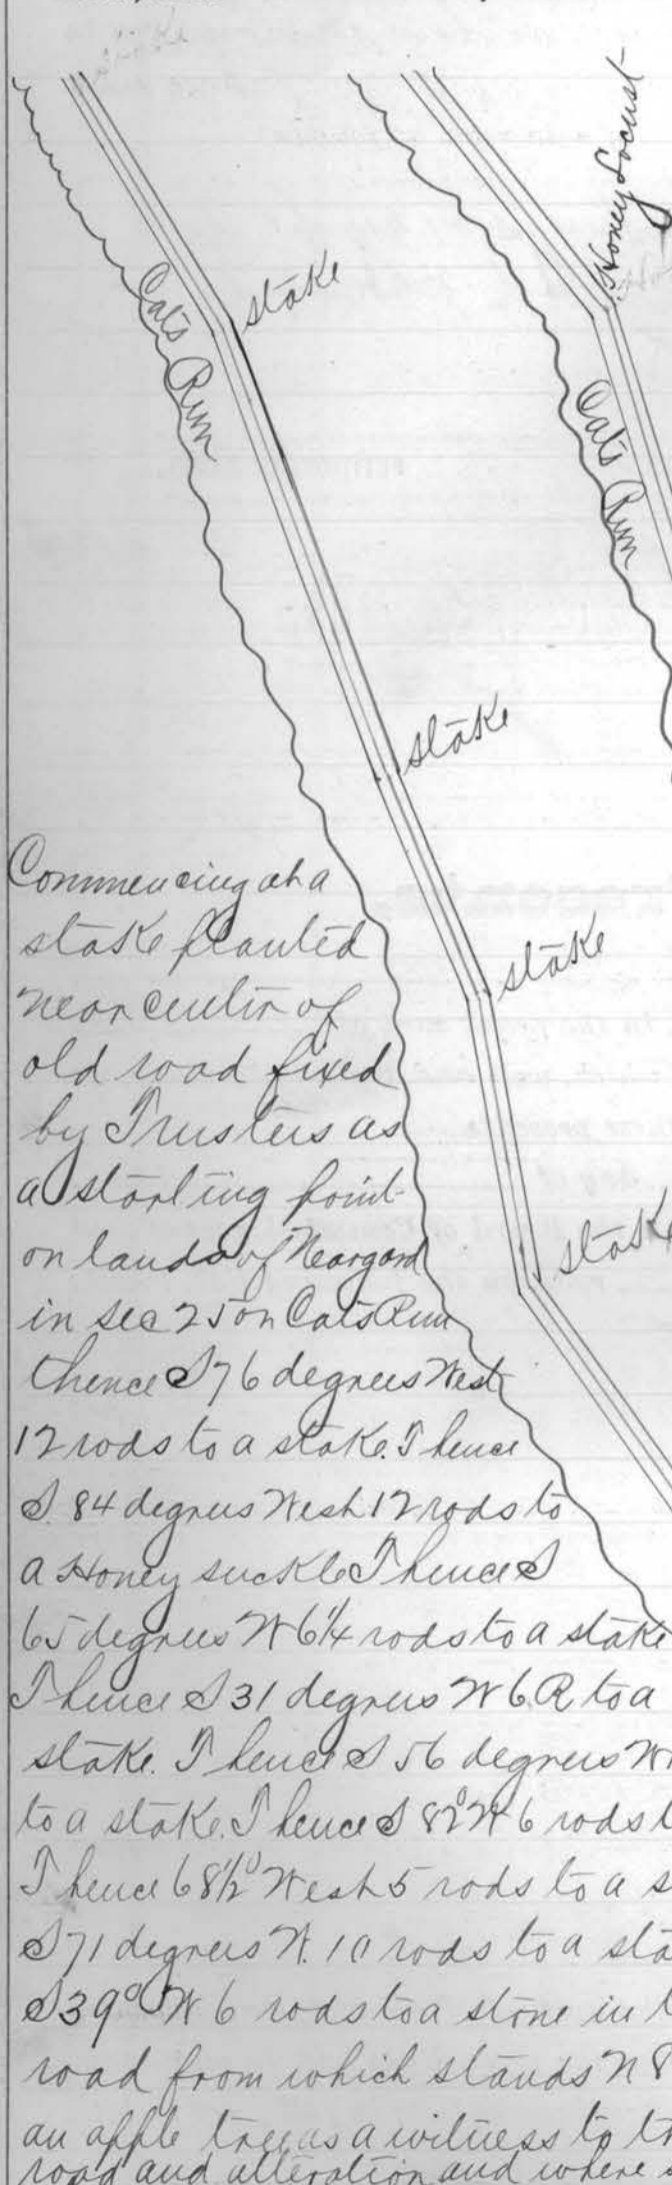 Honey Locust
stake
Cats Run
Cats Run
stake
stake
stake
Commencing at a
stake planted
near center of
old road fixed
by Trustees as
a starting point
on lands of
in sec 25 on Cats Run
thence S 76 degrees West
12 rods to a stake. Thence
S. 84 degrees West 12 rods to
a Honey suckle Thence S
65 degrees W 6¼ rods to a stake
Thence S 31 degrees W 6 R to a
stake. Thence S 56 degrees W
to a stake. Thence S 82° W 6 rods t
Thence 68½° West 5 rods to a s
S 71 degrees W. 10 rods to a sta
S 39° W 6 rods to a stone in t
road from which stands N 8
an apple tree as a witness to
road and alteration and where